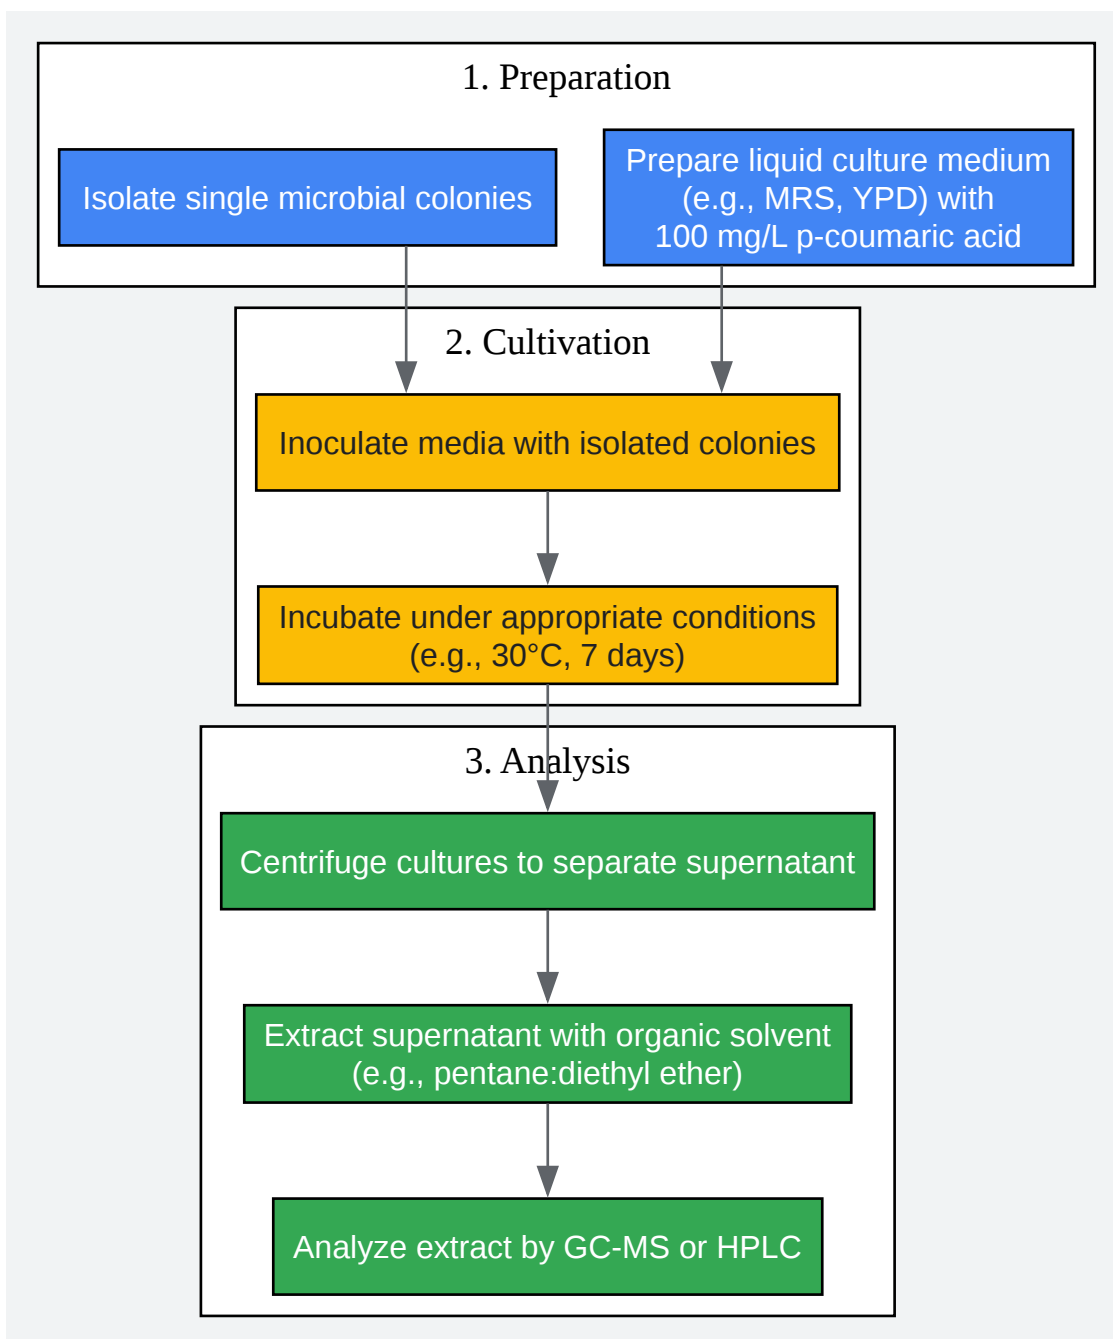 1. Preparation
Isolate single microbial colonies
Prepare liquid culture medium
(e.g., MRS, YPD) with
100 mg/L p-coumaric acid
2. Cultivation
Inoculate media with isolated colonies
Incubate under appropriate conditions
(e.g., 30°C, 7 days)
3. Analysis
Centrifuge cultures to separate supernatant
Extract supernatant with organic solvent
(e.g., pentane:diethyl ether)
Analyze extract by GC-MS or HPLC